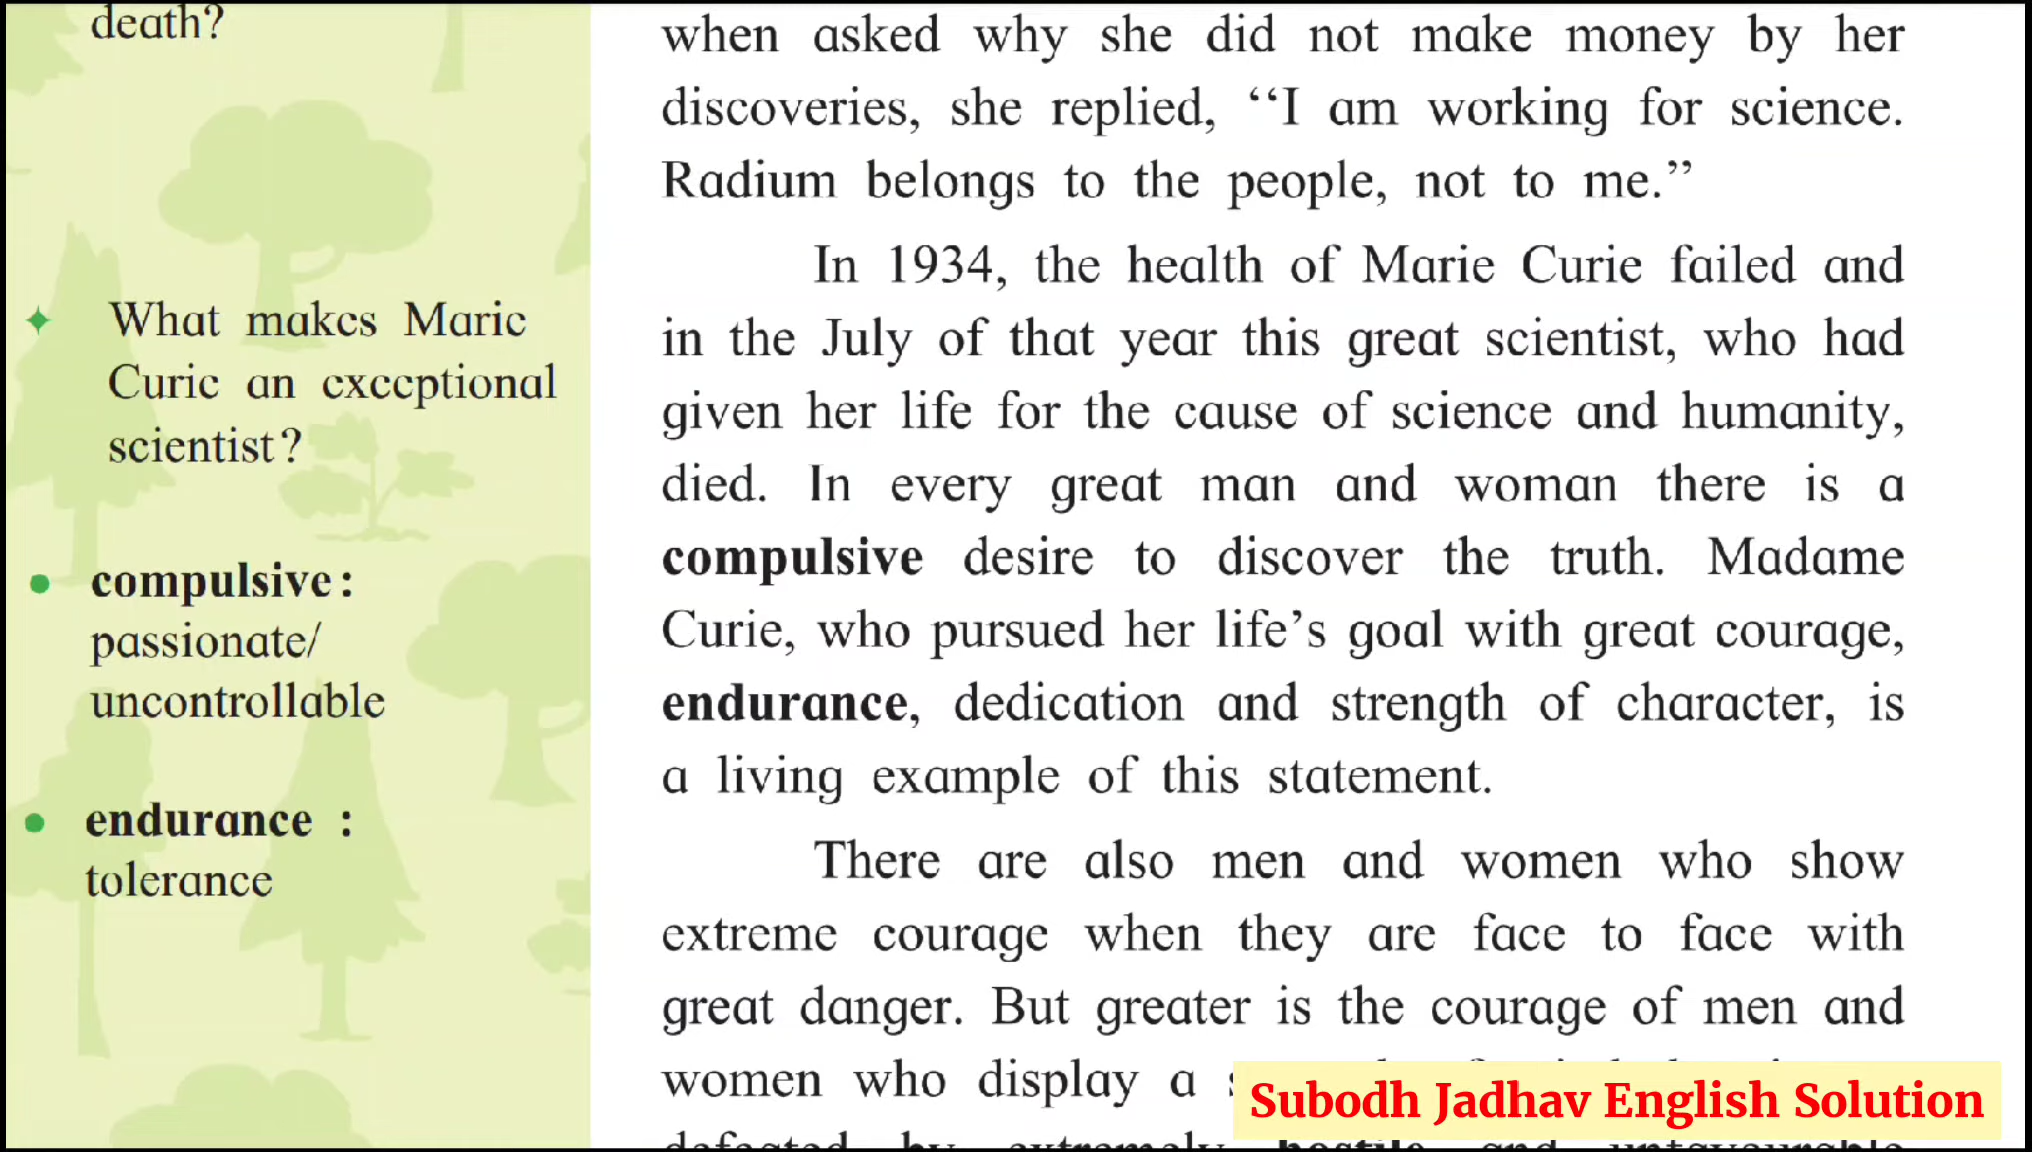 death?
What makes Marie
Curie an exceptional
scientist?
compulsive:
passionate/
uncontrollable
endurance :
tolerance
when asked why she did not make money by her
discoveries, she replied, ‘‘I am working for science.
Radium belongs to the people, not to me.’’
In 1934, the health of Marie Curie failed and
in the July of that year this great scientist, who had
given her life for the cause of science and humanity,
died. In every great man and woman there is a
compulsive desire to discover the truth. Madame
Curie, who pursued her life’s goal with great courage,
endurance, dedication and strength of character, is
a living example of this statement.
There are also men and women who show
extreme courage when they are face to face with
great danger. But greater is the courage of men and
women who display a
defeated by extremely hostile and unfavourable
Subodh Jadhav English Solution